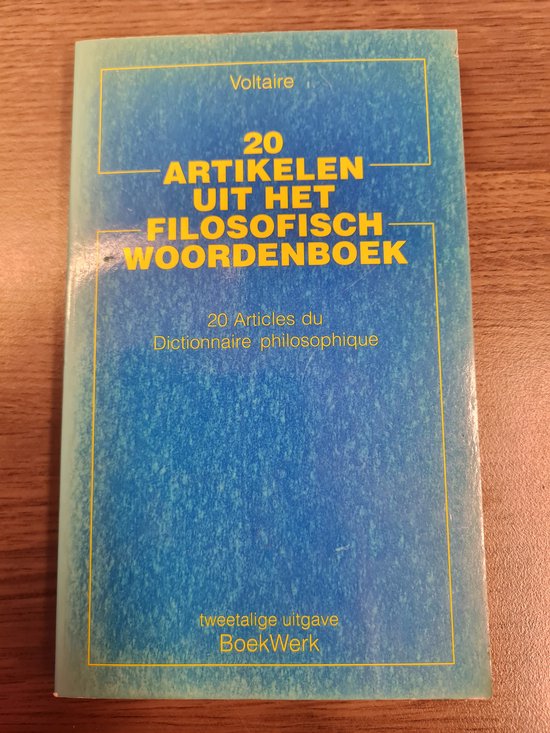 Voltaire
20
ARTIKELEN
UIT HET
FILOSOFISCH
WOORDENBOEK
20 Articles du
Dictionnaire philosophique
tweetalige uitgave
BoekWerk